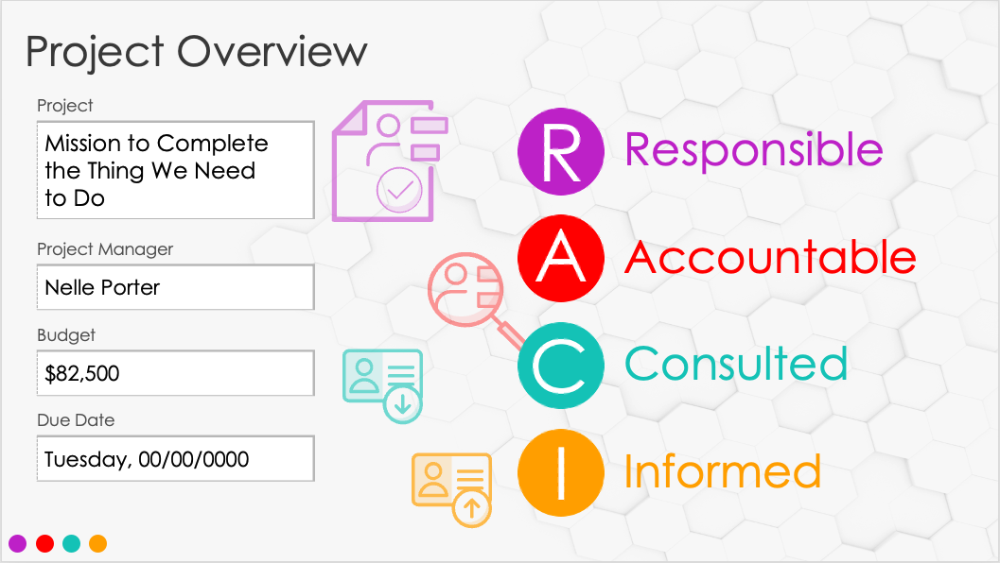 Project Overview
Project
Mission to Complete
the Thing We Need
to Do
Project Manager
Nelle Porter
Budget
$82,500
Due Date
Tuesday, 00/00/0000
R Responsible
A Accountable
C Consulted
I Informed